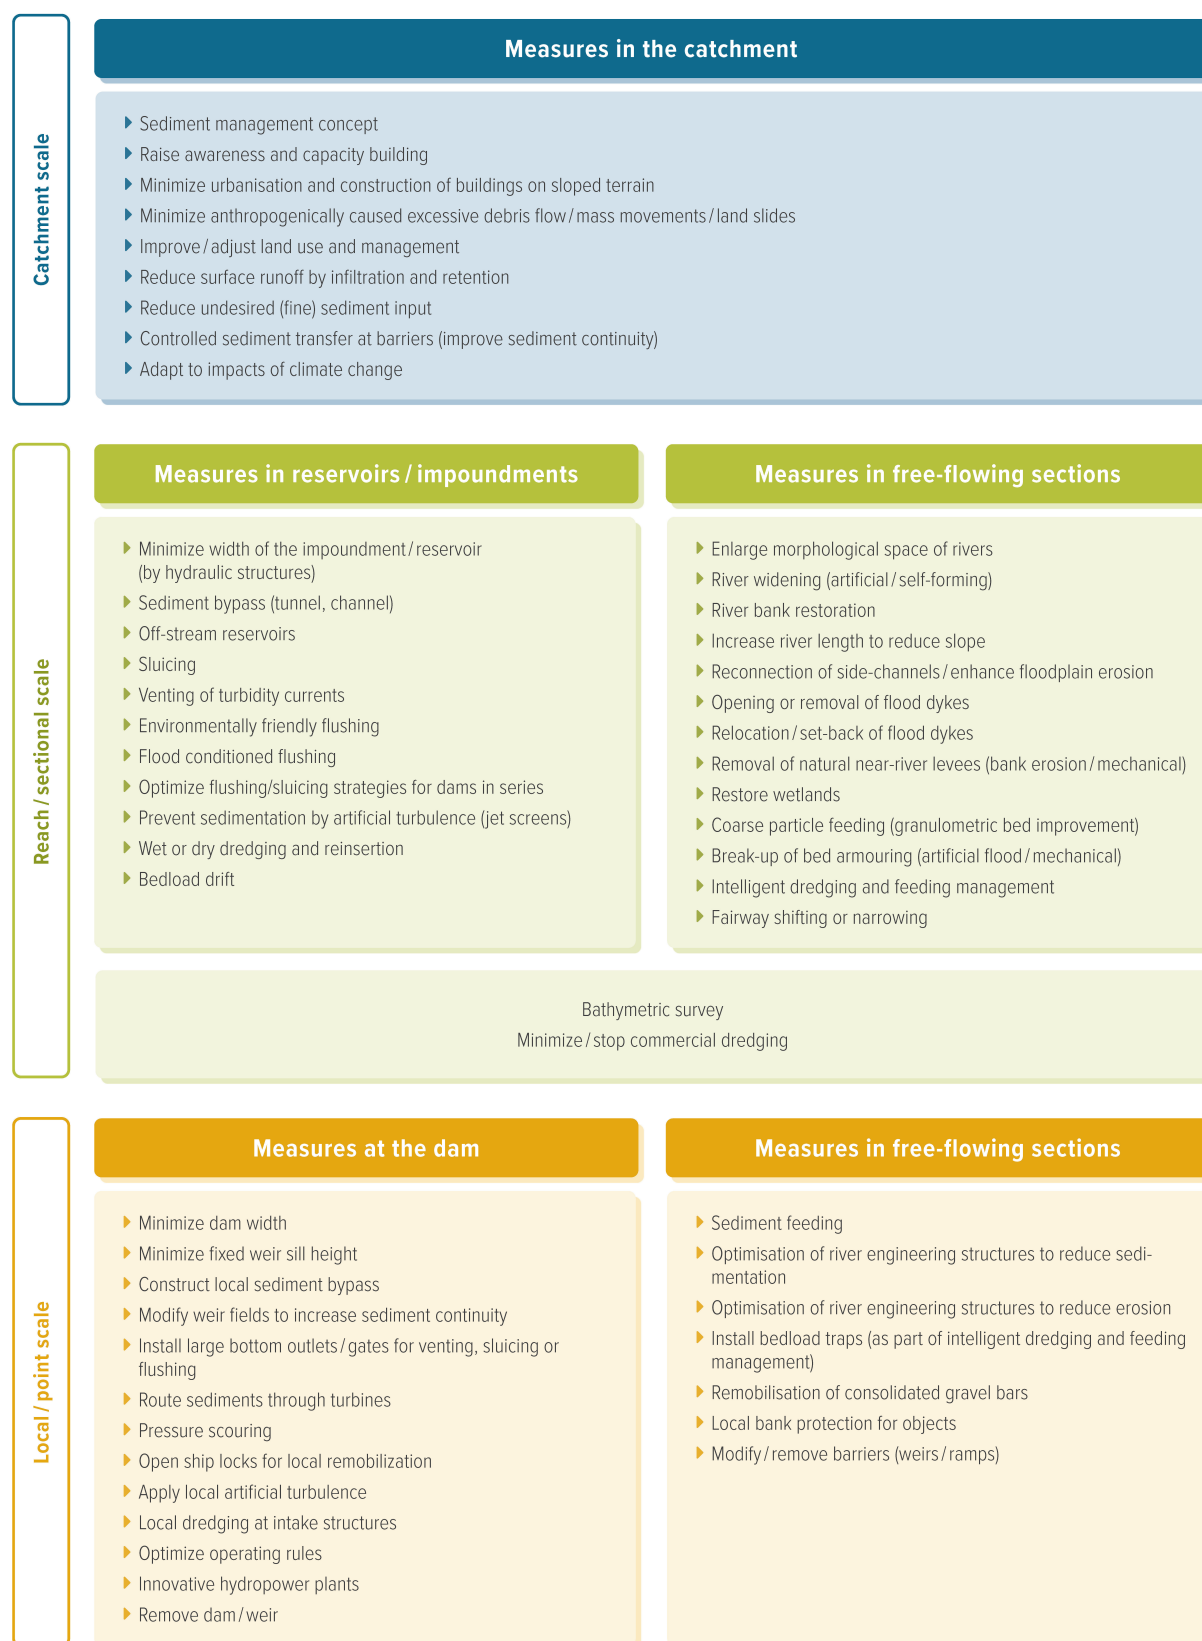 Catchment scale
Measures in the catchment
Sediment management concept
Raise awareness and capacity building
Minimize urbanisation and construction of buildings on sloped terrain
Minimize anthropogenically caused excessive debris flow / mass movements / land slides
Improve / adjust land use and management
Reduce surface runoff by infiltration and retention
Reduce undesired (fine) sediment input
Controlled sediment transfer at barriers (improve sediment continuity)
Adapt to impacts of climate change
Reach / sectional scale
Measures in reservoirs / impoundments
Minimize width of the impoundment / reservoir
(by hydraulic structures)
Sediment bypass (tunnel, channel)
Off-stream reservoirs
Sluicing
Venting of turbidity currents
Environmentally friendly flushing
Flood conditioned flushing
Optimize flushing/sluicing strategies for dams in series
Prevent sedimentation by artificial turbulence (jet screens)
Wet or dry dredging and reinsertion
Bedload drift
Measures in free-flowing sections
Enlarge morphological space of rivers
River widening (artificial / self-forming)
River bank restoration
Increase river length to reduce slope
Reconnection of side-channels / enhance floodplain erosion
Opening or removal of flood dykes
Relocation / set-back of flood dykes
Removal of natural near-river levees (bank erosion / mechanical)
Restore wetlands
Coarse particle feeding (granulometric bed improvement)
Break-up of bed armouring (artificial flood / mechanical)
Intelligent dredging and feeding management
Fairway shifting or narrowing
Bathymetric survey
Minimize / stop commercial dredging
Local / point scale
Measures at the dam
Minimize dam width
Minimize fixed weir sill height
Construct local sediment bypass
Modify weir fields to increase sediment continuity
Install large bottom outlets / gates for venting, sluicing or
flushing
Route sediments through turbines
Pressure scouring
Open ship locks for local remobilization
Apply local artificial turbulence
Local dredging at intake structures
Optimize operating rules
Innovative hydropower plants
Remove dam / weir
Measures in free-flowing sections
Sediment feeding
Optimisation of river engineering structures to reduce sedi-
mentation
Optimisation of river engineering structures to reduce erosion
Install bedload traps (as part of intelligent dredging and feeding
management)
Remobilisation of consolidated gravel bars
Local bank protection for objects
Modify / remove barriers (weirs / ramps)